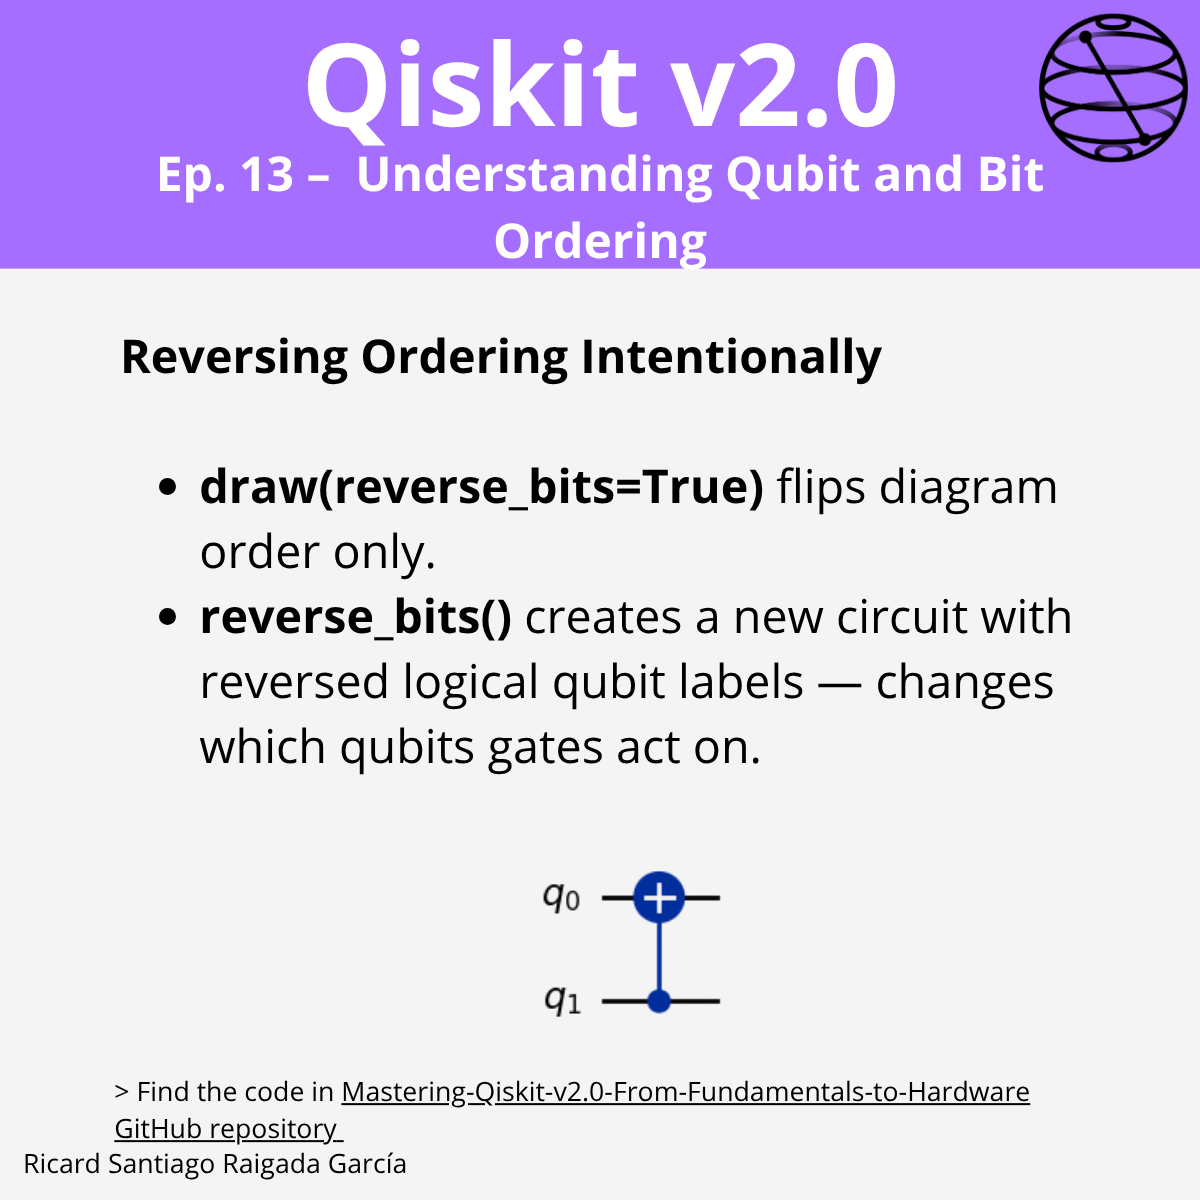 Qiskit v2.0
Ep. 13 – Understanding Qubit and Bit
Ordering
Reversing Ordering Intentionally
• draw(reverse_bits=True) flips diagram
order only.
• reverse_bits() creates a new circuit with
reversed logical qubit labels — changes
which qubits gates act on.
q₀
q₁
> Find the code in Mastering-Qiskit-v2.0-From-Fundamentals-to-Hardware
GitHub repository
Ricard Santiago Raigada García